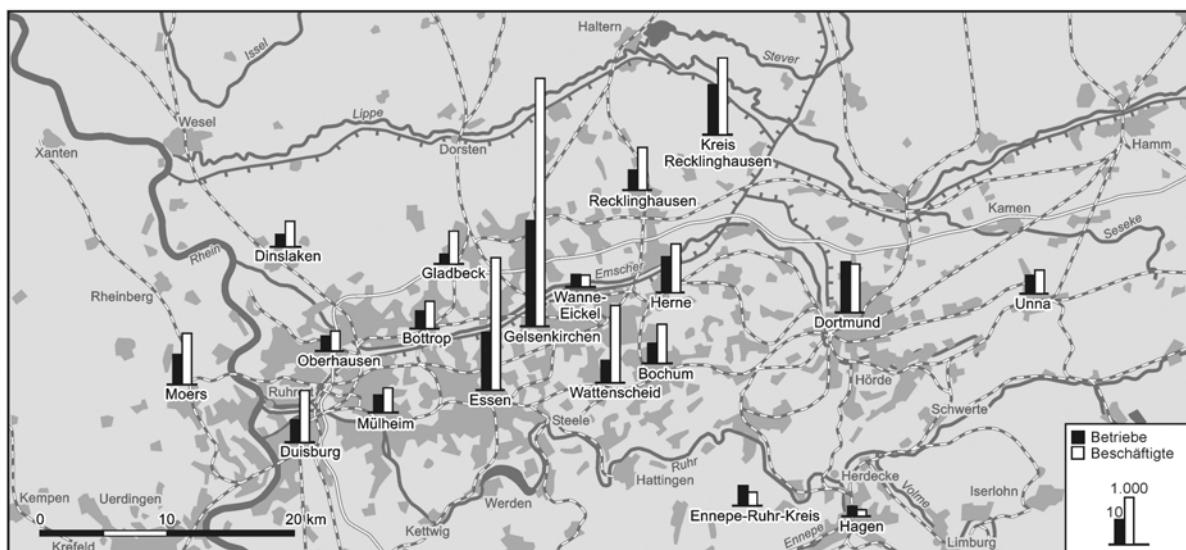 Haltern
Stever
Issel
Lippe
Wesel
Xanten
Dorsten
Kreis
Recklinghausen
Hamm
Recklinghausen
Kamen
Seseke
Dinslaken
Rhein
Gladbeck
Emscher
Rheinberg
Wanne-
Eickel
Herne
Unna
Bottrop
Gelsenkirchen
Dortmund
Oberhausen
Moers
Ruhr
Essen
Wattenscheid
Bochum
Hörde
Mülheim
Steele
Schwerte
Duisburg
Betriebe
Beschäftigte
Ruhr
Hattingen
Herdecke
Kempen
Uerdingen
Werden
Volme
Iserlohn
1.000
10
Ennepe-Ruhr-Kreis
Hagen
0
10
20 km
Kettwig
Ennepe
Limburg
Krefeld